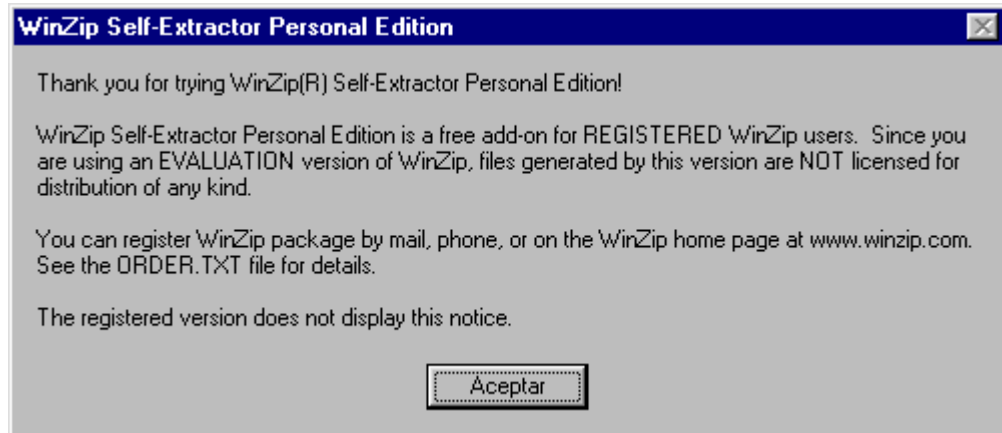 WinZip Self-Extractor Personal Edition
Thank you for trying WinZip(R) Self-Extractor Personal Edition!
WinZip Self-Extractor Personal Edition is a free add-on for REGISTERED WinZip users.  Since you
are using an EVALUATION version of WinZip, files generated by this version are NOT licensed for
distribution of any kind.
You can register WinZip package by mail, phone, or on the WinZip home page at www.winzip.com.
See the ORDER.TXT file for details.
The registered version does not display this notice.
Aceptar